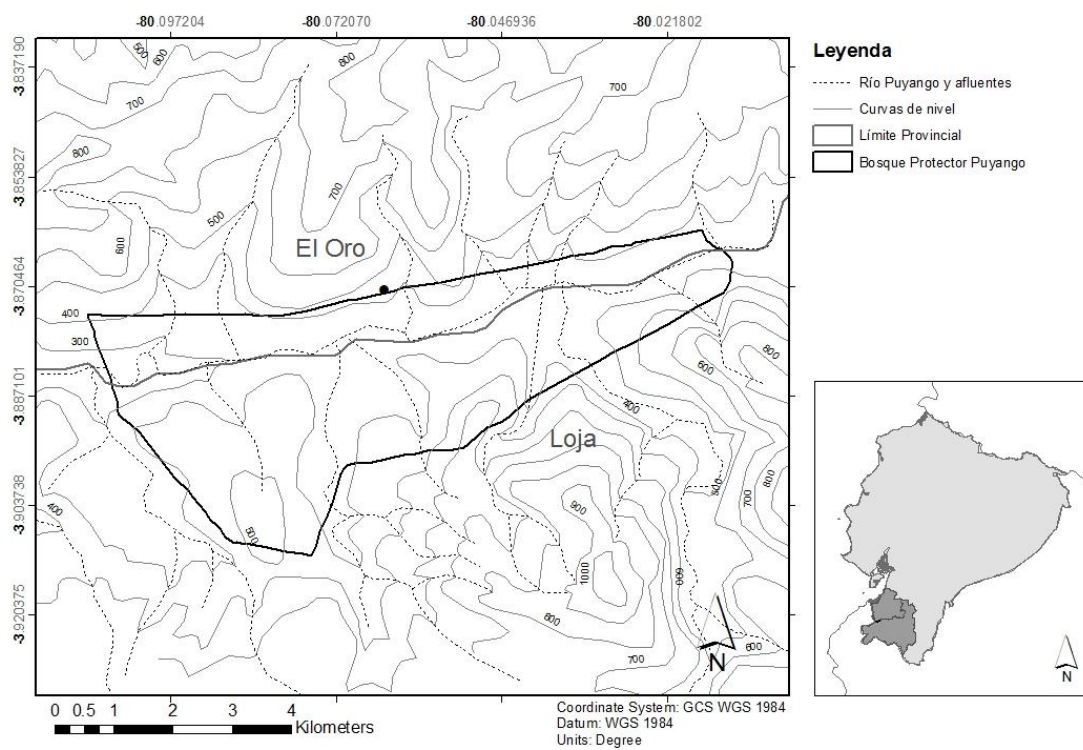 -80.097204
-80.072070
-80.046936
-80.021802
-3.837190
-3.853827
-3.870464
-3.887101
-3.903738
-3.920375
500
600
800
700
700
800
500
700
600
El Oro
400
300
600
800
400
Loja
500
700
800
900
400
500
1000
600
800
700
600
N
0 0.5 1 2 3 4
Kilometers
Coordinate System: GCS WGS 1984
Datum: WGS 1984
Units: Degree
Leyenda
Río Puyango y afluentes
Curvas de nivel
Límite Provincial
Bosque Protector Puyango
N